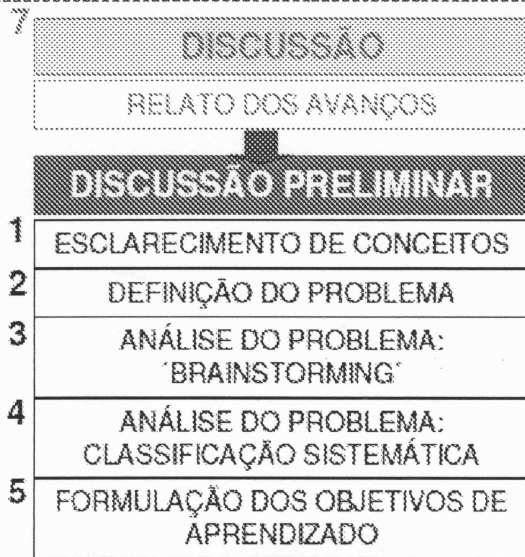 7
DISCUSSÃO
RELATO DOS AVANÇOS
DISCUSSÃO PRELIMINAR
1
ESCLARECIMENTO DE CONCEITOS
2
DEFINIÇÃO DO PROBLEMA
3
ANÁLISE DO PROBLEMA:
´BRAINSTORMING´
4
ANÁLISE DO PROBLEMA:
CLASSIFICAÇÃO SISTEMÁTICA
5
FORMULAÇÃO DOS OBJETIVOS DE
APRENDIZADO